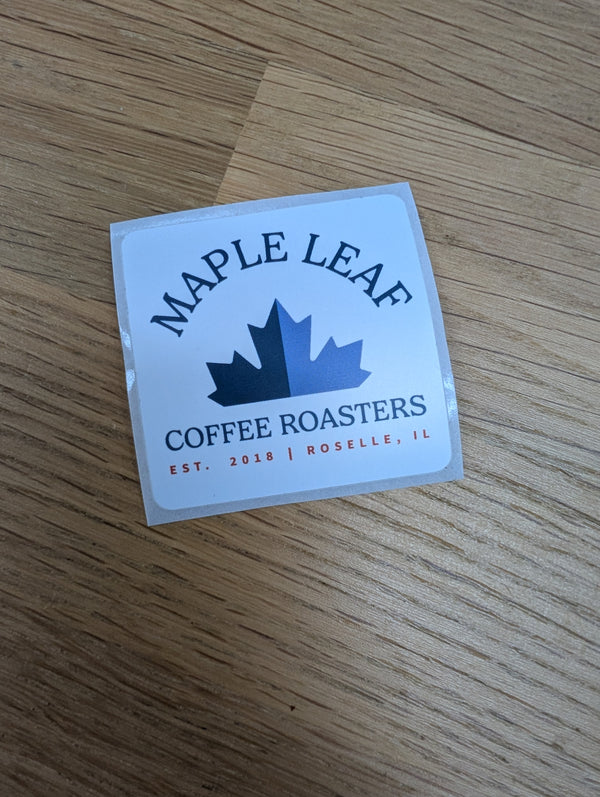 MAPLE LEAF
COFFEE ROASTERS
EST. 2018 | ROSELLE, IL